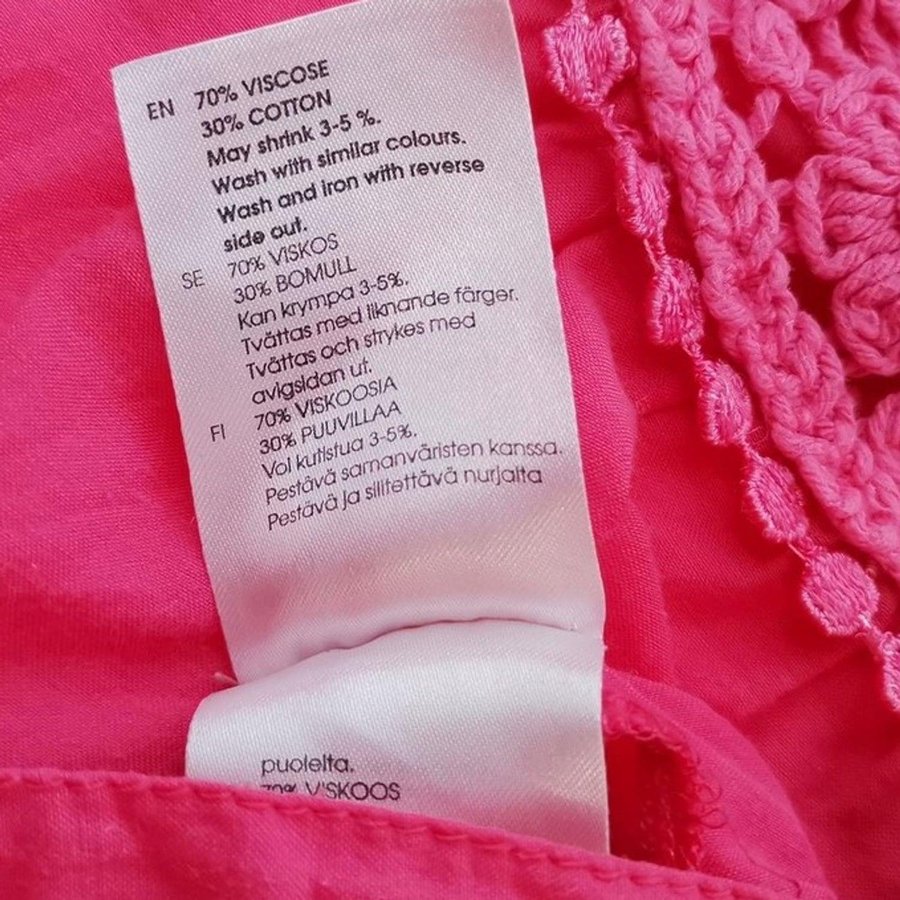 EN 70% VISCOSE
30% COTTON
May shrink 3-5 %.
Wash with similar colours.
Wash and iron with reverse
side out.
SE 70% VISKOS
30% BOMULL
Kan krympa 3-5%.
Tvättas med liknande färger.
Tvättas och strykes med
avigsidan ut.
FI 70% VISKOOSIA
30% PUUVILLAA
Voi kutistua 3-5%.
Pestävä samanväristen kanssa.
Pestävä ja silitettävä nurjalta
puolelta.
70% VISKOOS